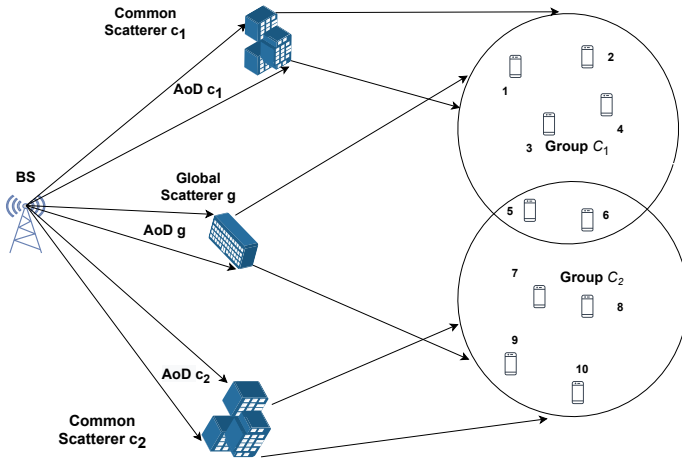 Common
Scatterer c1
AoD c1
BS
Global
Scatterer g
AoD g
AoD c2
Common
Scatterer c2
1
2
3
4
Group C1
5
6
Group C2
7
8
9
10